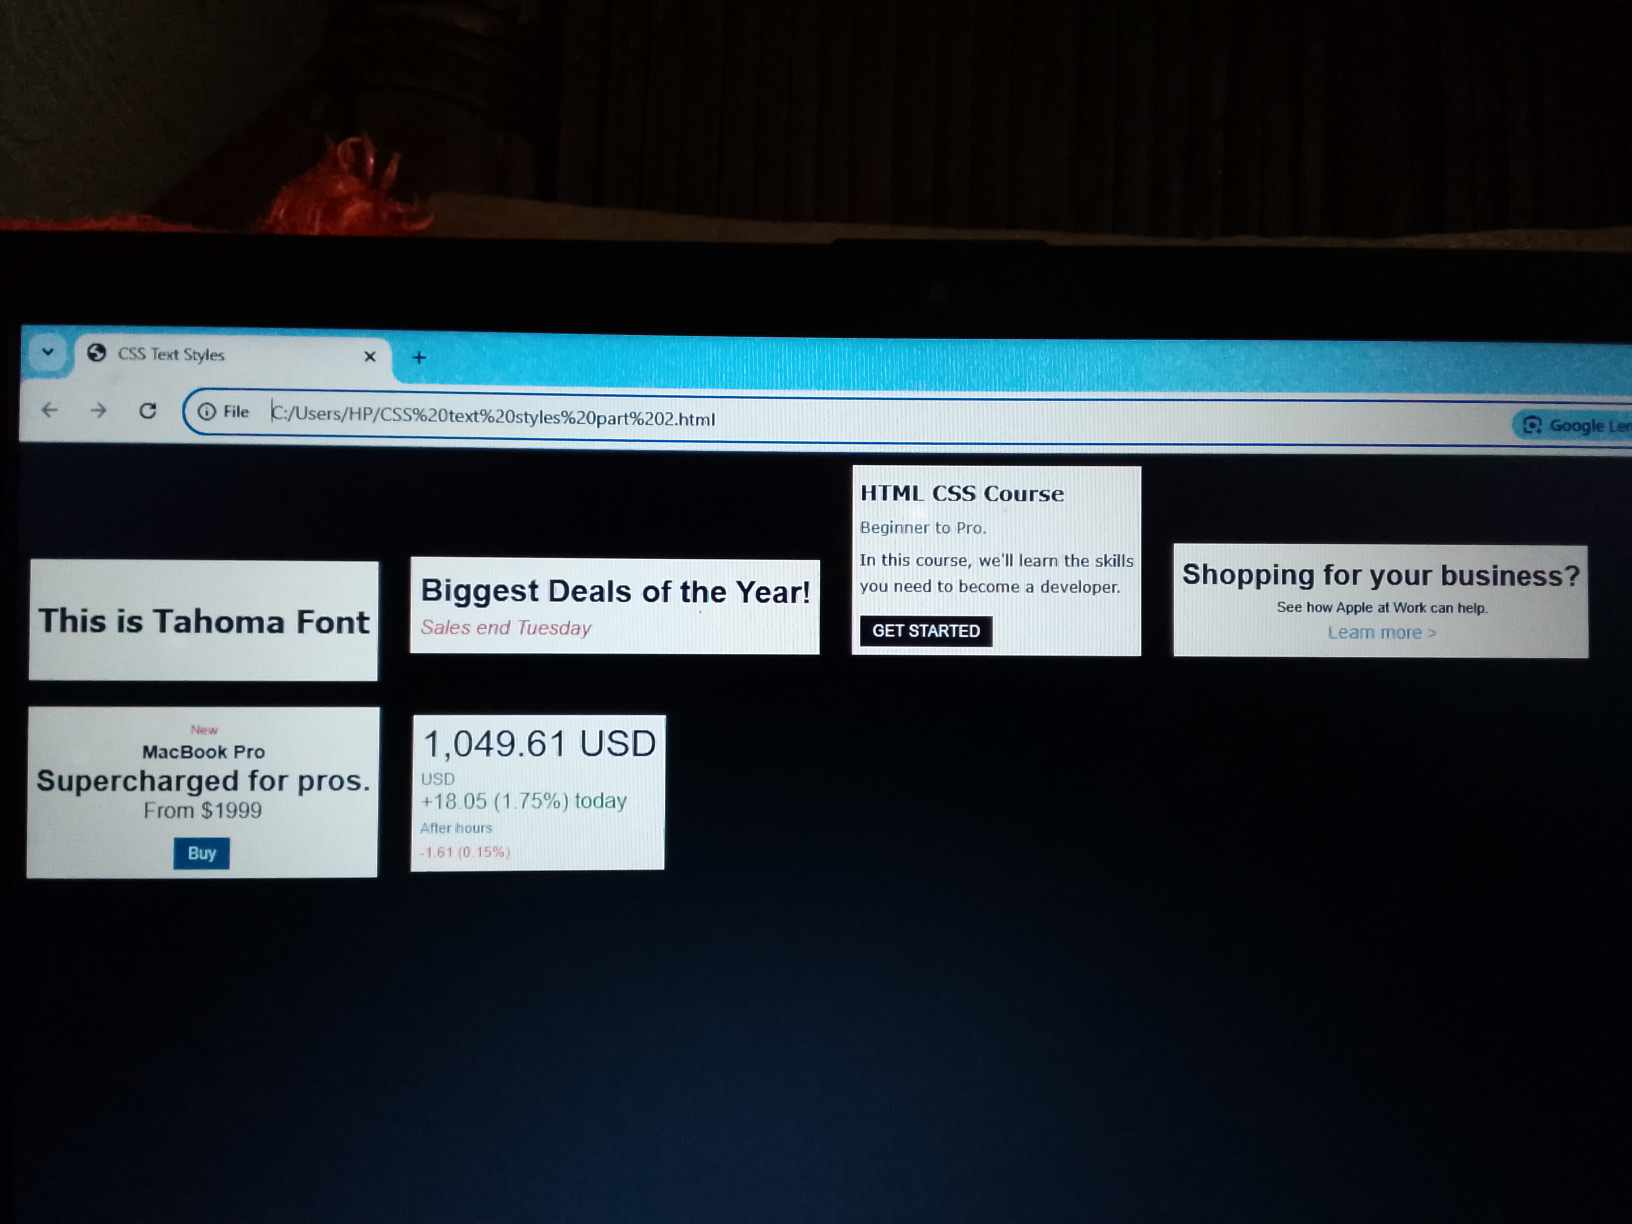 CSS Text Styles
File C:/Users/HP/CSS%20text%20styles%20part%202.html
Google
This is Tahoma Font
Biggest Deals of the Year!
Sales end Tuesday
HTML CSS Course
Beginner to Pro.
In this course, we'll learn the skills
you need to become a developer.
GET STARTED
Shopping for your business?
See how Apple at Work can help.
Learn more >
New
MacBook Pro
Supercharged for pros.
From $1999
Buy
1,049.61 USD
USD
+18.05 (1.75%) today
After hours
-1.61 (0.15%)